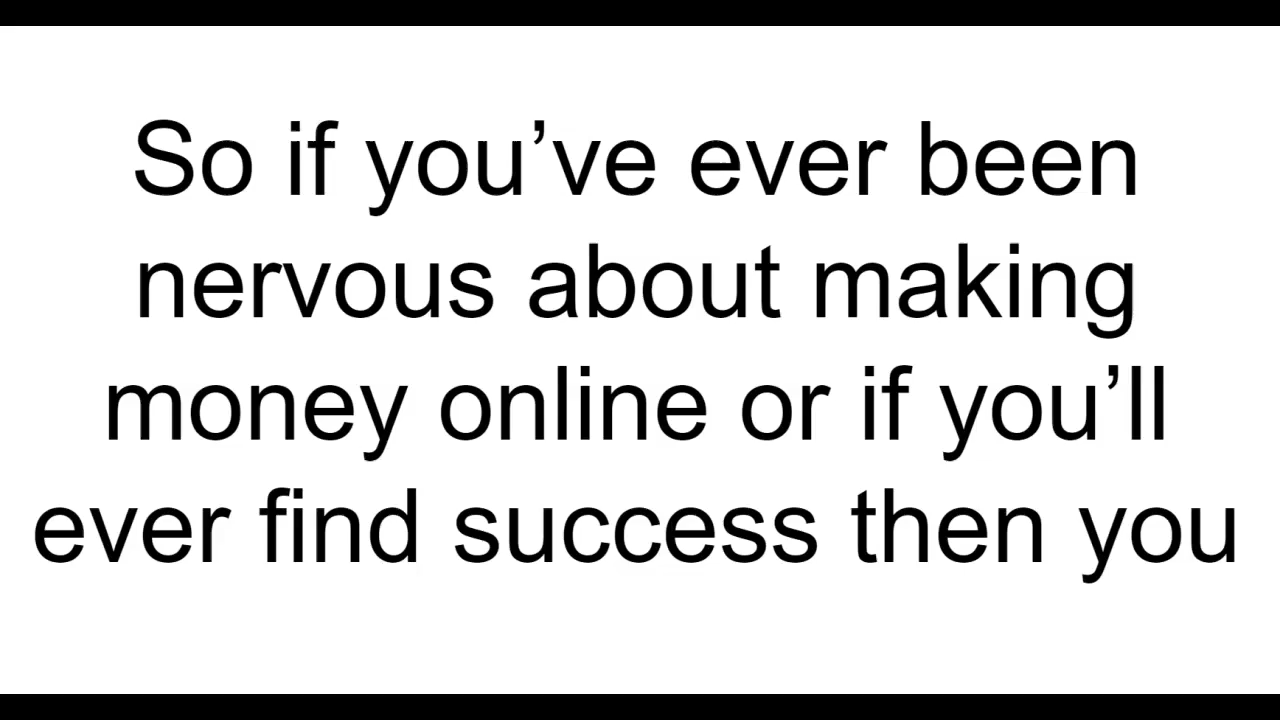 So if you’ve ever been
nervous about making
money online or if you’ll
ever find success then you